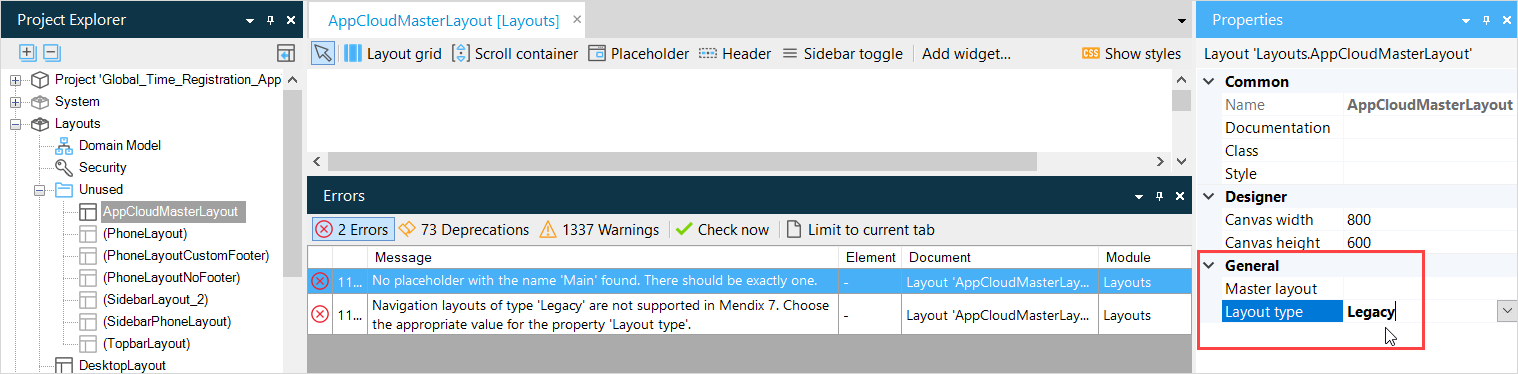 Project Explorer
Project 'Global_Time_Registration_App
System
Layouts
Domain Model
Security
Unused
AppCloudMasterLayout
(PhoneLayout)
(PhoneLayoutCustomFooter)
(PhoneLayoutNoFooter)
(SidebarLayout_2)
(SidebarPhoneLayout)
(TopbarLayout)
DesktopLayout
AppCloudMasterLayout [Layouts]
Layout grid Scroll container Placeholder Header Sidebar toggle Add widget... CSS Show styles
Errors
2 Errors 73 Deprecations 1337 Warnings Check now Limit to current tab
Message Element Document Module
11... No placeholder with the name 'Main' found. There should be exactly one. - Layout 'AppCloudMasterLay... Layouts
11... Navigation layouts of type 'Legacy' are not supported in Mendix 7. Choose - Layout 'AppCloudMasterLay... Layouts
the appropriate value for the property 'Layout type'.
Properties
Layout 'Layouts.AppCloudMasterLayout'
Common
Name AppCloudMasterLayout
Documentation
Class
Style
Designer
Canvas width 800
Canvas height 600
General
Master layout
Layout type Legacy